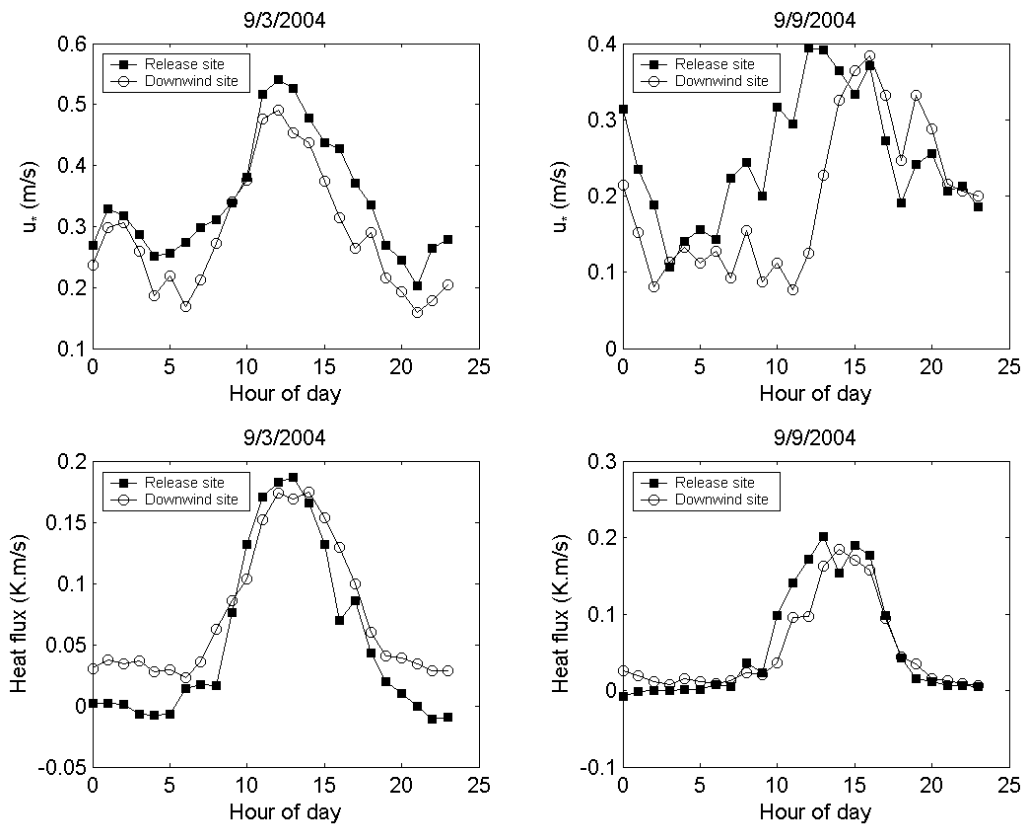 9/3/2004
0.6
0.5
0.4
0.3
0.2
0.1
u* (m/s)
Release site
Downwind site
0 5 10 15 20 25
Hour of day
9/9/2004
0.4
0.3
0.2
0.1
0
u* (m/s)
Release site
Downwind site
0 5 10 15 20 25
Hour of day
9/3/2004
0.2
0.15
0.1
0.05
0
-0.05
Heat flux (K.m/s)
Release site
Downwind site
0 5 10 15 20 25
Hour of day
9/9/2004
0.3
0.2
0.1
0
-0.1
Heat flux (K.m/s)
Release site
Downwind site
0 5 10 15 20 25
Hour of day